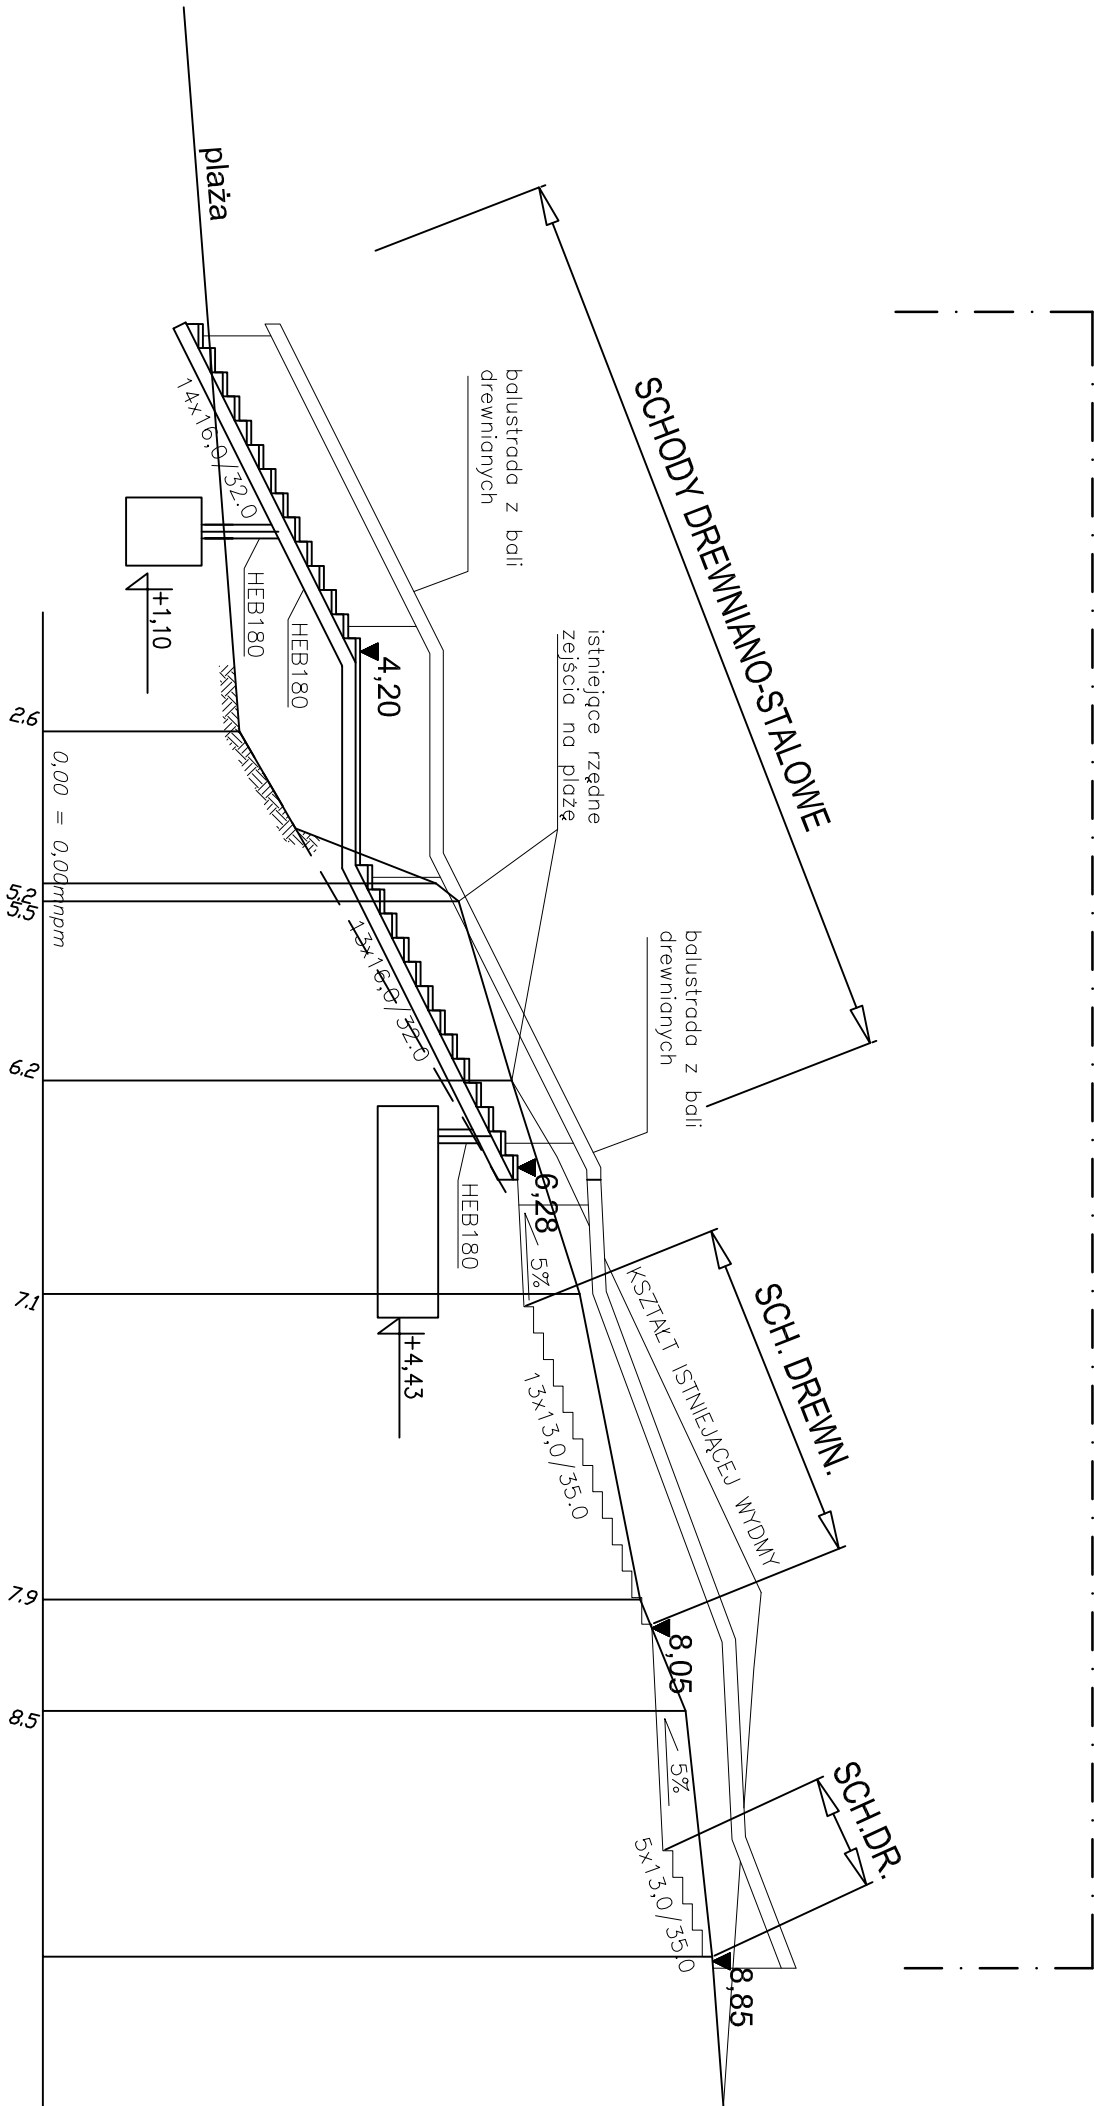 plaża
SCHODY DREWNIANO-STALOWE
balustrada z bali
drewnianych
14x16,0/32.0
HEB180
HEB180
+1,10
4,20
istniejące rzędne
zejścia na plażę
2.6
0,00 = 0,00mnpm
5.2
5.5
13x16,0/32.0
balustrada z bali
drewnianych
6.2
HEB180
6,28
5%
+4,43
7.1
SCH. DREWN.
KSZTAŁT ISTNIEJĄCEJ WYDMY
13x13,0/35.0
7.9
8,05
8.5
5%
SCH.DR.
5x13,0/35.0
8,85